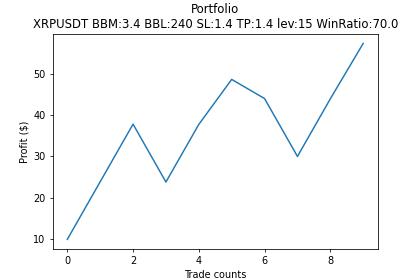 Portfolio
XRPUSDT BBM:3.4 BBL:240 SL:1.4 TP:1.4 lev:15 WinRatio:70.0
50
40
30
20
10
Profit ($)
0 2 4 6 8
Trade counts